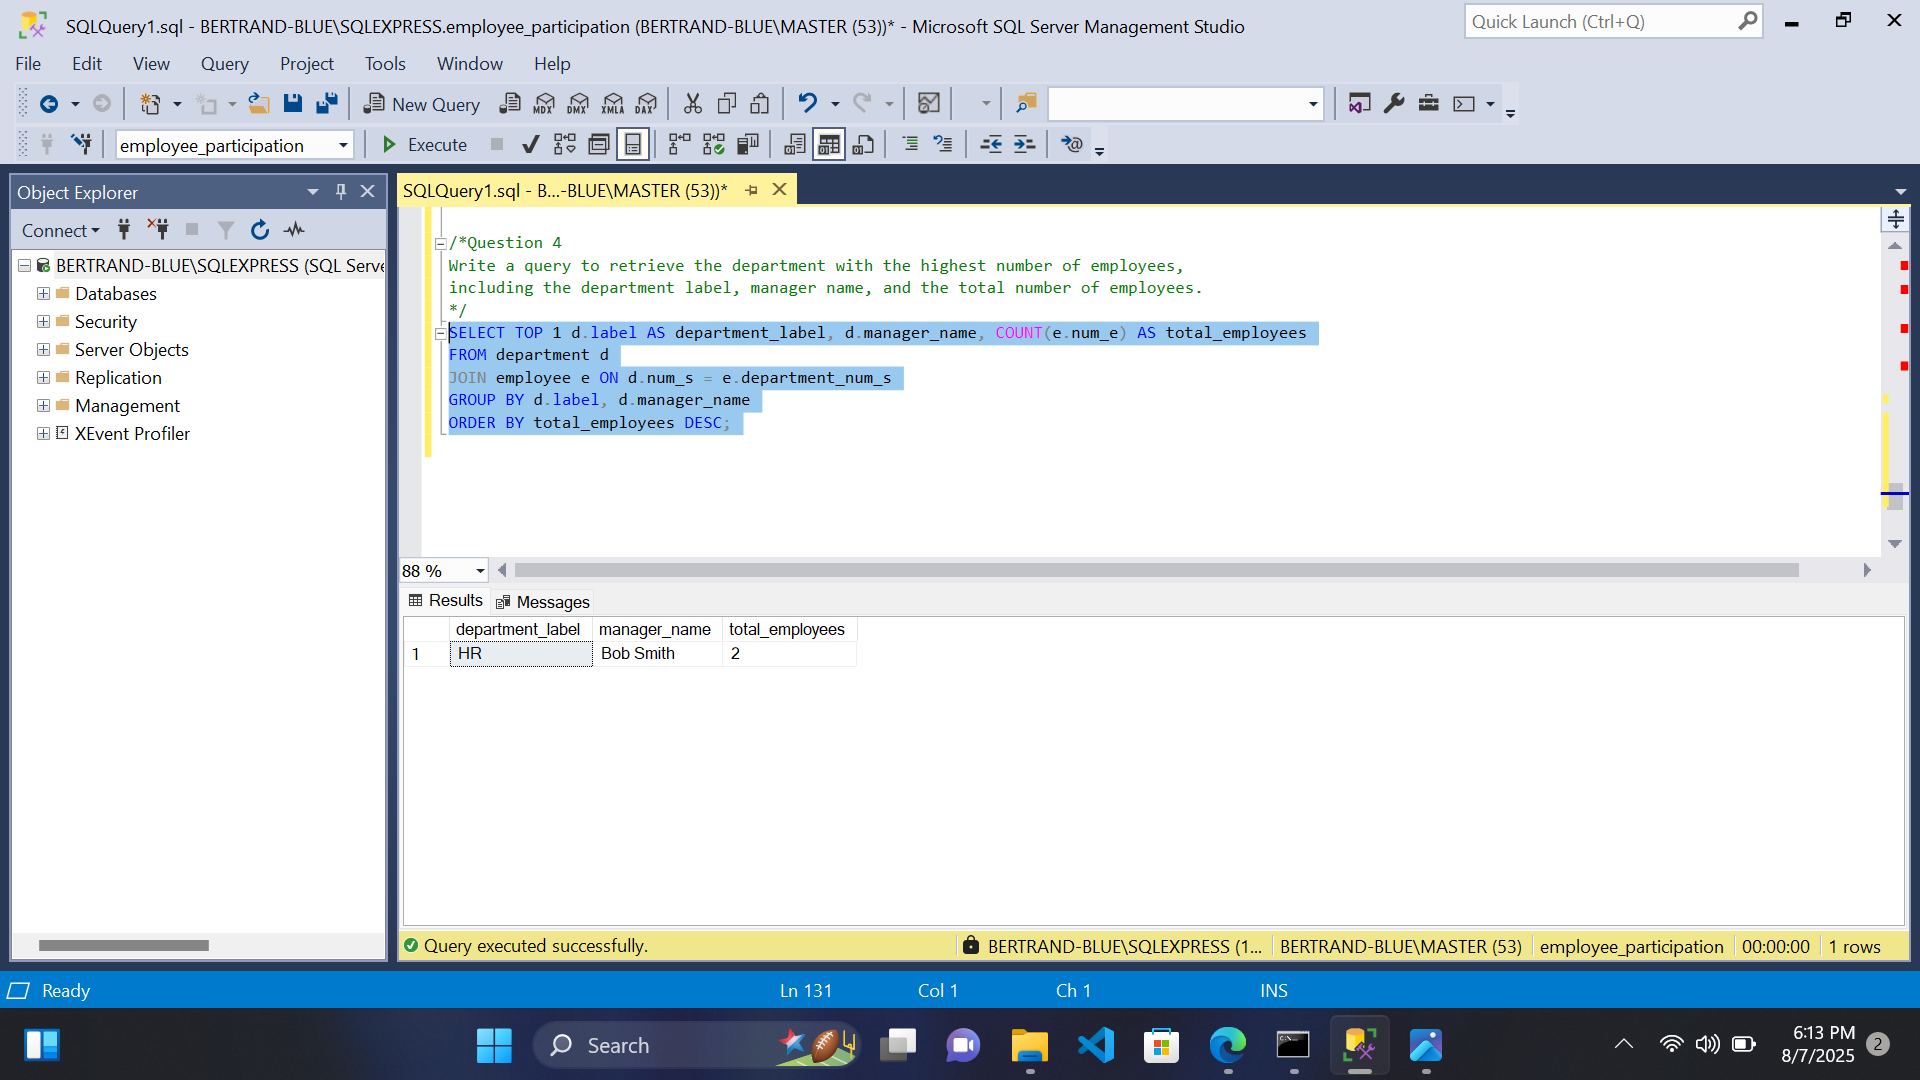 SQLQuery1.sql - BERTRAND-BLUE\SQLEXPRESS.employee_participation (BERTRAND-BLUE\MASTER (53))* - Microsoft SQL Server Management Studio
Quick Launch (Ctrl+Q)
File Edit View Query Project Tools Window Help
New Query MDX DMX XMLA DAX
employee_participation Execute
Object Explorer
SQLQuery1.sql - B...-BLUE\MASTER (53))*
Connect
BERTRAND-BLUE\SQLEXPRESS (SQL Serve
Databases
Security
Server Objects
Replication
Management
XEvent Profiler
/*Question 4
Write a query to retrieve the department with the highest number of employees,
including the department label, manager name, and the total number of employees.
*/
SELECT TOP 1 d.label AS department_label, d.manager_name, COUNT(e.num_e) AS total_employees
FROM department d
JOIN employee e ON d.num_s = e.department_num_s
GROUP BY d.label, d.manager_name
ORDER BY total_employees DESC;
88 %
Results Messages
department_label manager_name total_employees
1 HR Bob Smith 2
Query executed successfully. BERTRAND-BLUE\SQLEXPRESS (1... BERTRAND-BLUE\MASTER (53) employee_participation 00:00:00 1 rows
Ready Ln 131 Col 1 Ch 1 INS
Search
6:13 PM
8/7/2025
2